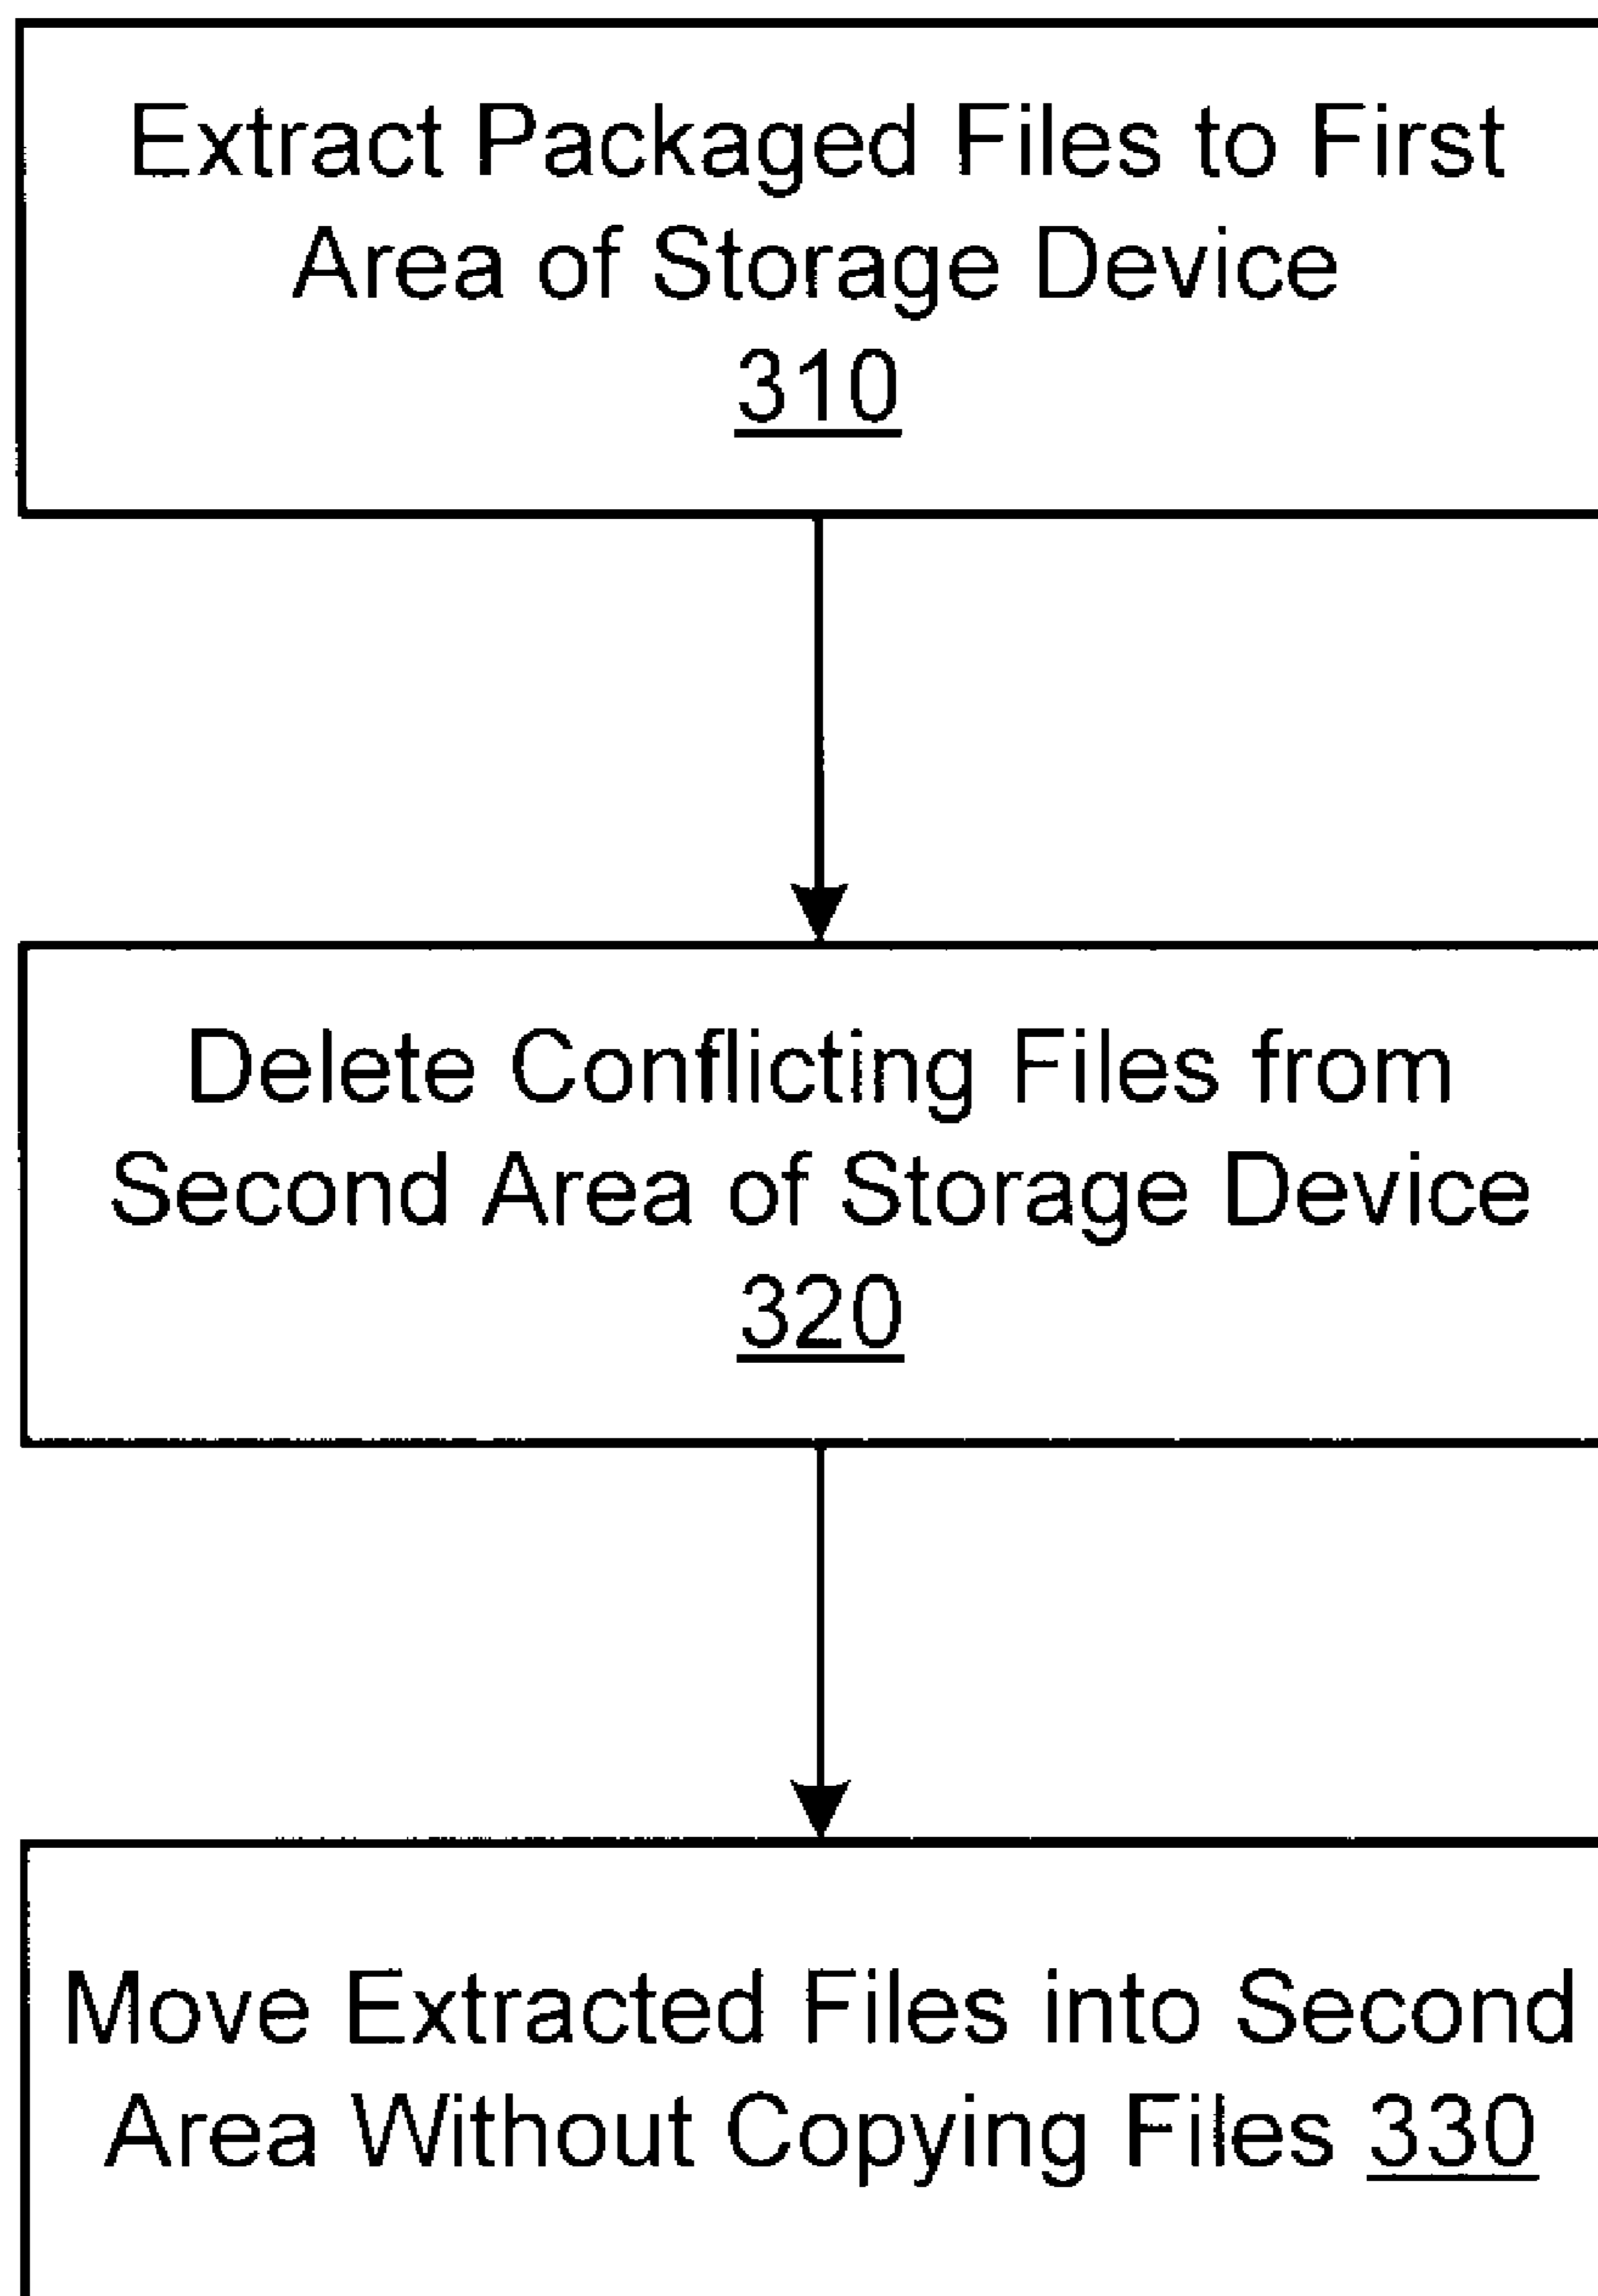 Extract Packaged Files to First
Area of Storage Device
310
Delete Conflicting Files from
Second Area of Storage Device
320
Move Extracted Files into Second
Area Without Copying Files 330